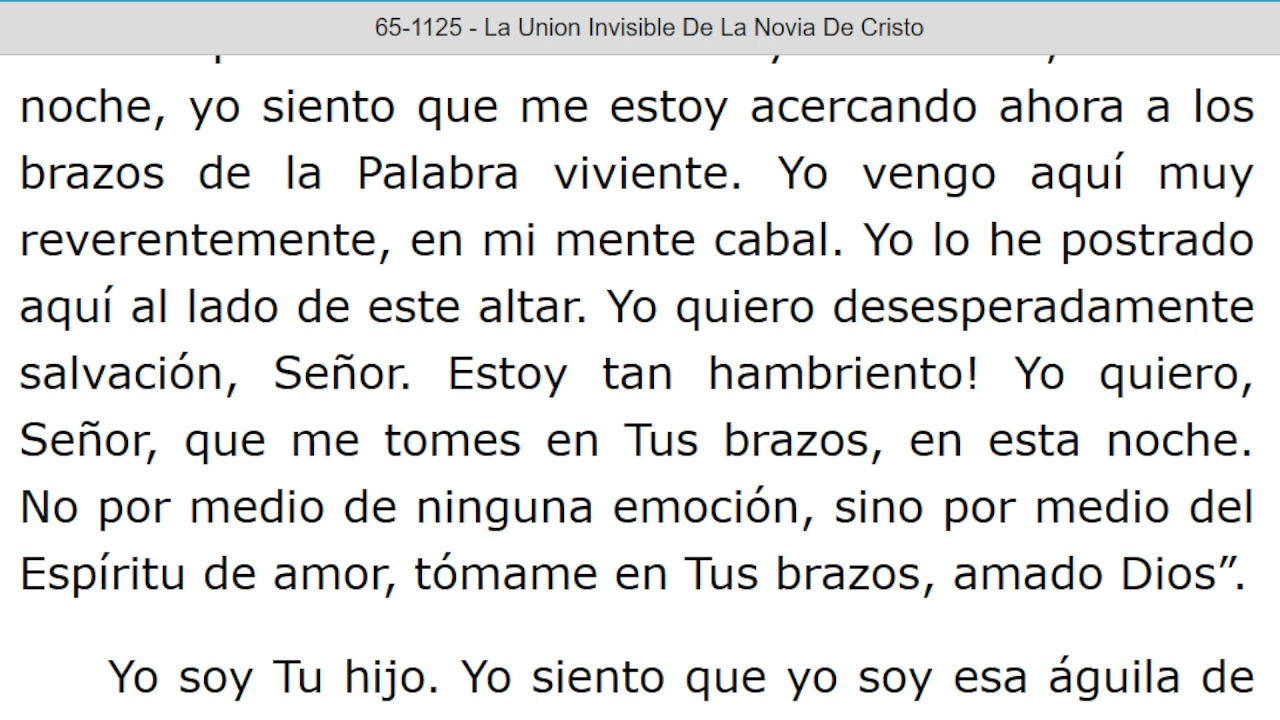 65-1125 - La Union Invisible De La Novia De Cristo
noche, yo siento que me estoy acercando ahora a los
brazos de la Palabra viviente. Yo vengo aquí muy
reverentemente, en mi mente cabal. Yo lo he postrado
aquí al lado de este altar. Yo quiero desesperadamente
salvación, Señor. Estoy tan hambriento! Yo quiero,
Señor, que me tomes en Tus brazos, en esta noche.
No por medio de ninguna emoción, sino por medio del
Espíritu de amor, tómame en Tus brazos, amado Dios”.
Yo soy Tu hijo. Yo siento que yo soy esa águila de